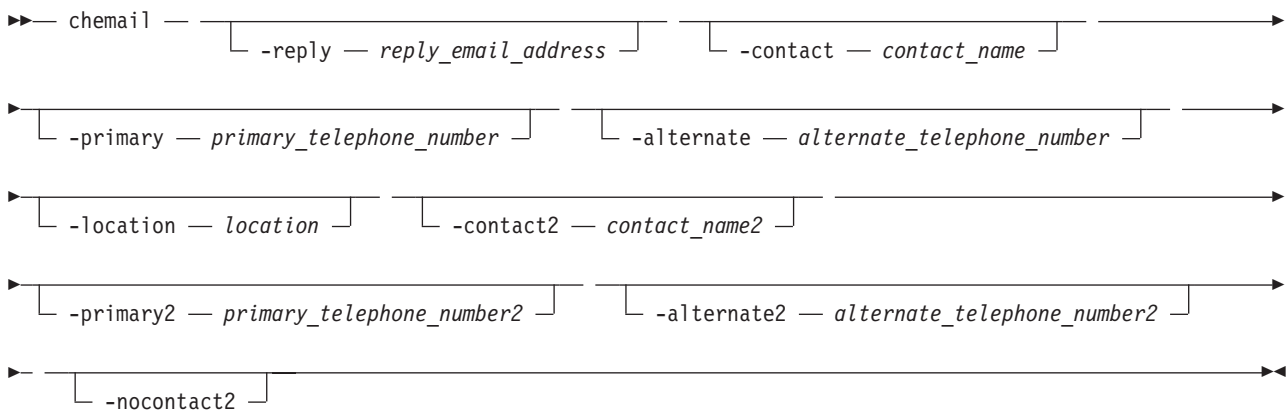 chemail
-reply — reply_email_address
-contact — contact_name
-primary — primary_telephone_number
-alternate — alternate_telephone_number
-location — location
-contact2 — contact_name2
-primary2 — primary_telephone_number2
-alternate2 — alternate_telephone_number2
-nocontact2